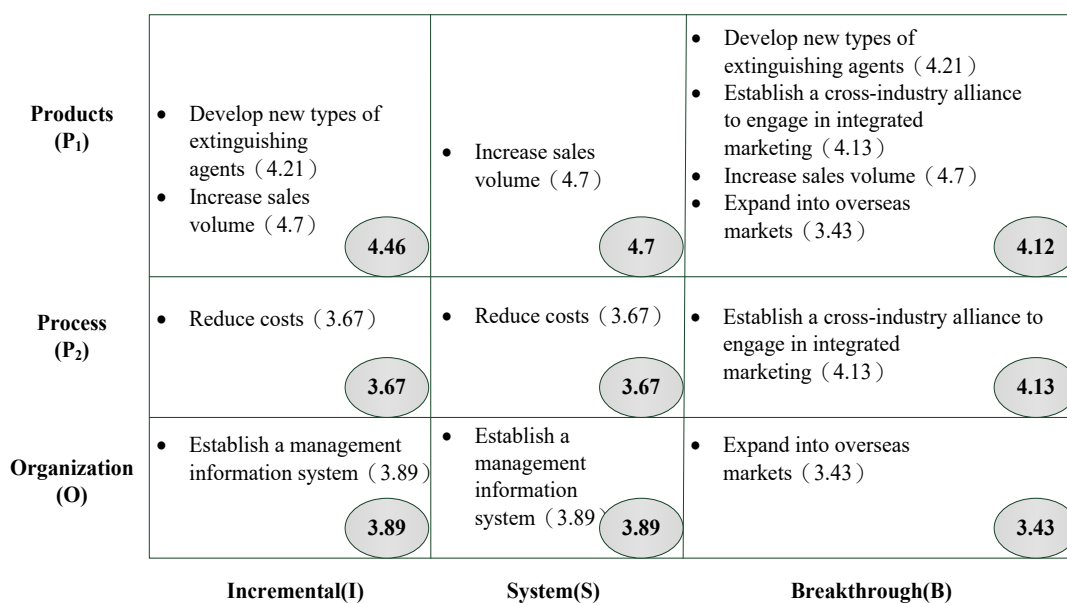 Products
(P₁)
• Develop new types of
extinguishing
agents（4.21）
• Increase sales
volume（4.7）
4.46
• Increase sales
volume（4.7）
4.7
• Develop new types of
extinguishing agents（4.21）
• Establish a cross-industry alliance
to engage in integrated
marketing（4.13）
• Increase sales volume（4.7）
• Expand into overseas
markets（3.43）
4.12
Process
(P₂)
• Reduce costs（3.67）
3.67
• Reduce costs（3.67）
3.67
• Establish a cross-industry alliance to
engage in integrated
marketing（4.13）
4.13
Organization
(O)
• Establish a management
information system（3.89）
3.89
• Establish a
management
information
system（3.89）
3.89
• Expand into overseas
markets（3.43）
3.43
Incremental(I)
System(S)
Breakthrough(B)